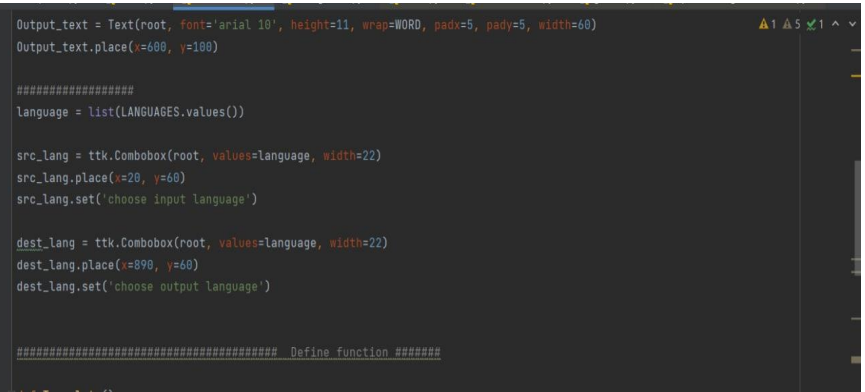 Output_text = Text(root, font='arial 10', height=11, wrap=WORD, padx=5, pady=5, width=60)
1 5 1
Output_text.place(x=600, y=100)
##################
language = list(LANGUAGES.values())
src_lang = ttk.Combobox(root, values=language, width=22)
src_lang.place(x=20, y=60)
src_lang.set('choose input language')
dest_lang = ttk.Combobox(root, values=language, width=22)
dest_lang.place(x=890, y=60)
dest_lang.set('choose output language')
######################################## Define function #######